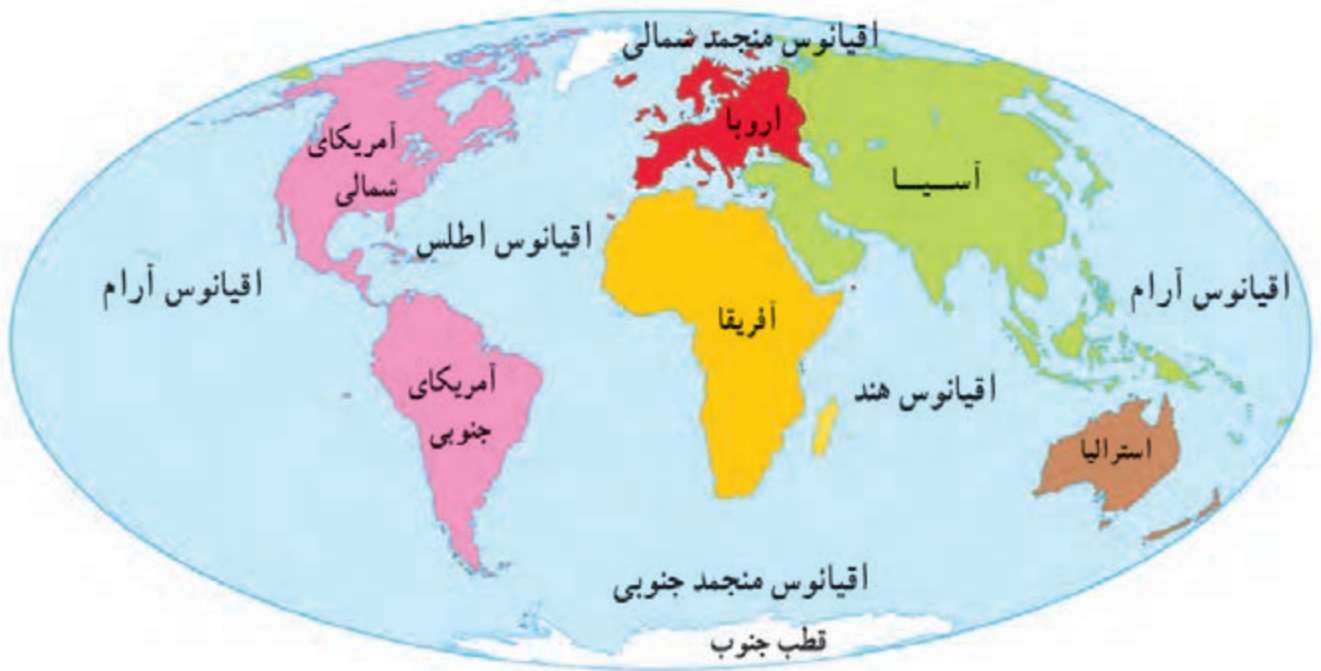 اقیانوس منجمد شمالی
آمریکای
شمالی
اروپا
آسیا
اقیانوس اطلس
اقیانوس آرام
اقیانوس آرام
آفریقا
آمریکای
جنوبی
اقیانوس هند
استرالیا
اقیانوس منجمد جنوبی
قطب جنوب